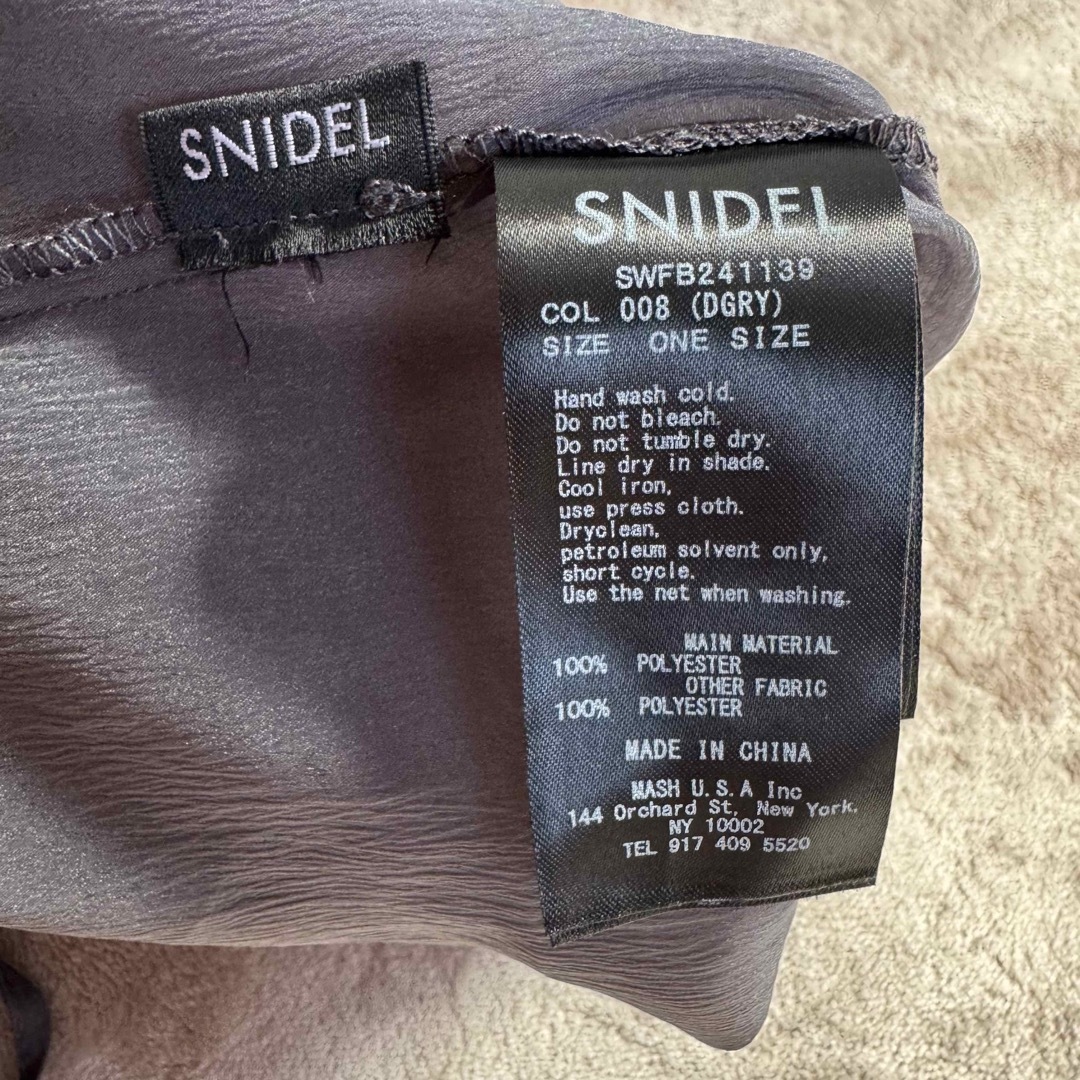 SNIDEL
SNIDEL
SWFB241139
COL 008 (DGRY)
SIZE ONE SIZE
Hand wash cold.
Do not bleach.
Do not tumble dry.
Line dry in shade.
Cool iron,
use press cloth.
Dryclean,
petroleum solvent only,
short cycle.
Use the net when washing.
MAIN MATERIAL
100% POLYESTER
OTHER FABRIC
100% POLYESTER
MADE IN CHINA
MASH U.S.A Inc
144 Orchard St, New York.
NY 10002
TEL 917 409 5520